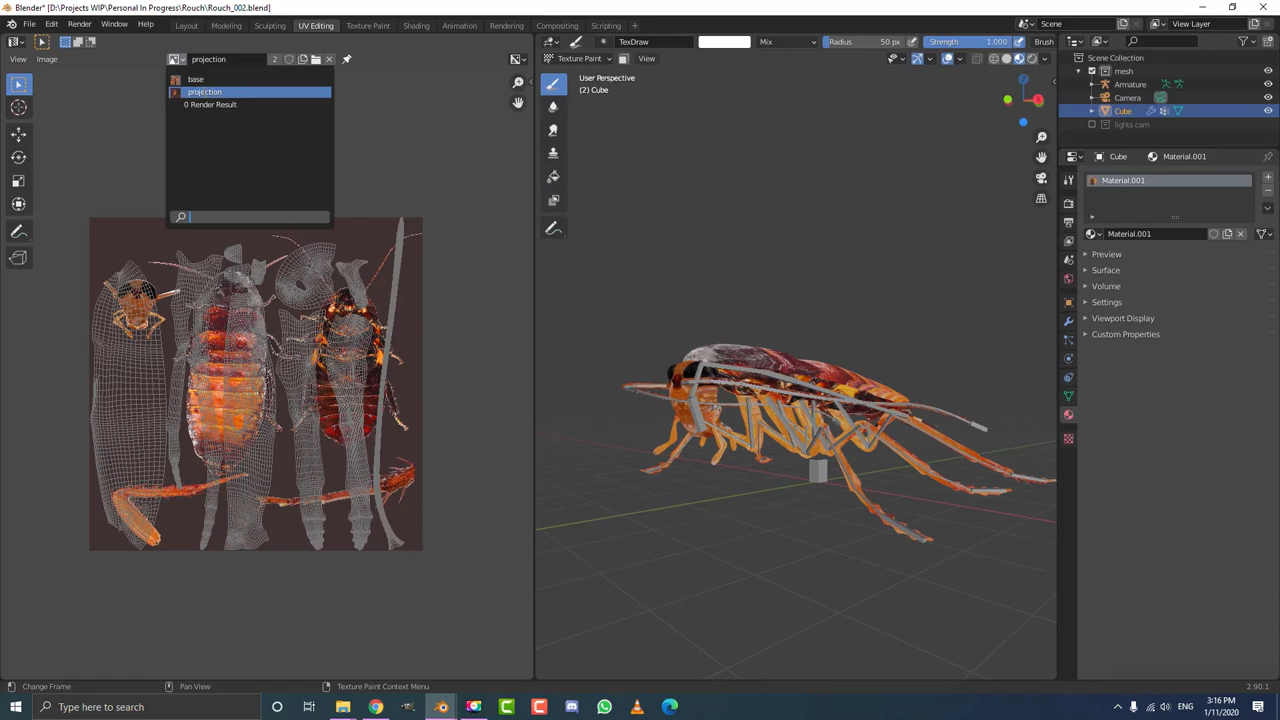 Blender* [D:\Projects WIP\Personal In Progress\Rouch\Rouch_002.blend]
File Edit Render Window Help Layout Modeling Sculpting UV Editing Texture Paint Shading Animation Rendering Compositing Scripting + Scene View Layer
TexDraw Mix Radius 50 px Strength 1.000 Brush
View Image projection 2 Texture Paint View
base
projection
0 Render Result
User Perspective
(2) Cube
Scene Collection
mesh
Armature
Camera
Cube
lights cam
Cube Material.001
Material.001
Material.001
Preview
Surface
Volume
Settings
Viewport Display
Custom Properties
Change Frame Pan View Texture Paint Context Menu 2.90.1
Type here to search
ENG
3:16 PM
1/11/2020